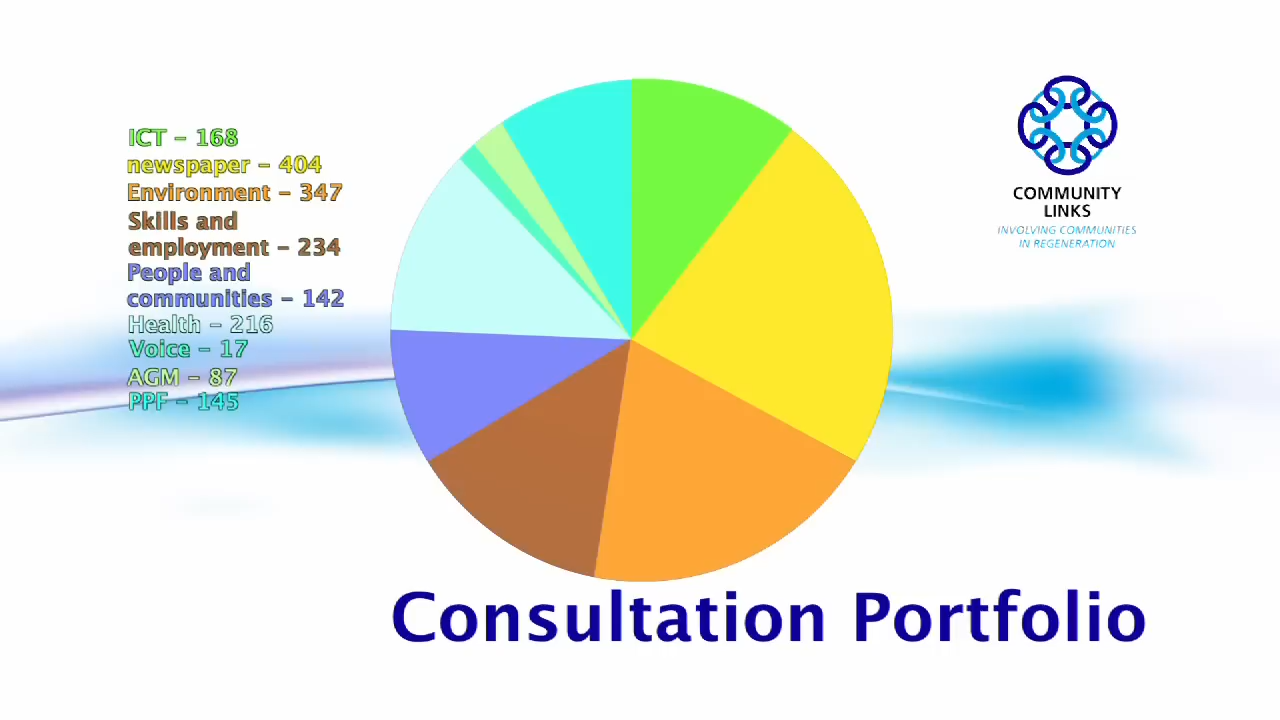 ICT – 168
newspaper – 404
Environment – 347
Skills and
employment – 234
People and
communities – 142
Health – 216
Voice – 17
AGM – 87
PPF – 145
COMMUNITY
LINKS
INVOLVING COMMUNITIES
IN REGENERATION
Consultation Portfolio